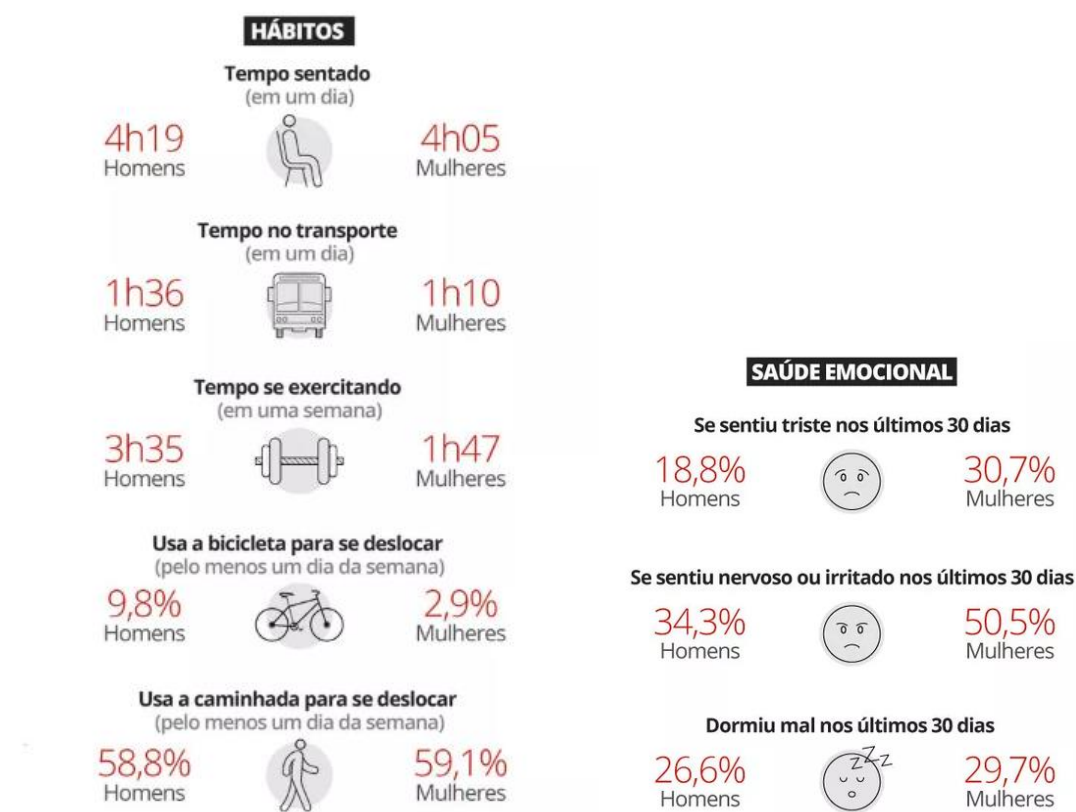 HÁBITOS
Tempo sentado
(em um dia)
4h19
Homens
4h05
Mulheres
Tempo no transporte
(em um dia)
1h36
Homens
1h10
Mulheres
Tempo se exercitando
(em uma semana)
3h35
Homens
1h47
Mulheres
Usa a bicicleta para se deslocar
(pelo menos um dia da semana)
9,8%
Homens
2,9%
Mulheres
Usa a caminhada para se deslocar
(pelo menos um dia da semana)
58,8%
Homens
59,1%
Mulheres
SAÚDE EMOCIONAL
Se sentiu triste nos últimos 30 dias
18,8%
Homens
30,7%
Mulheres
Se sentiu nervoso ou irritado nos últimos 30 dias
34,3%
Homens
50,5%
Mulheres
Dormiu mal nos últimos 30 dias
zZz
26,6%
Homens
29,7%
Mulheres